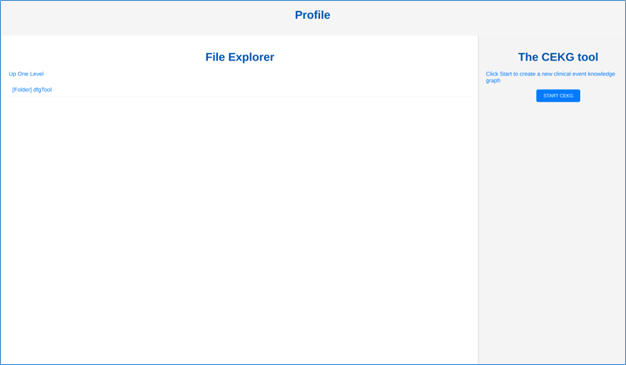 Profile
File Explorer
Up One Level
[Folder] dfgTool
The CEKG tool
Click Start to create a new clinical event knowledge
graph
START CEKG